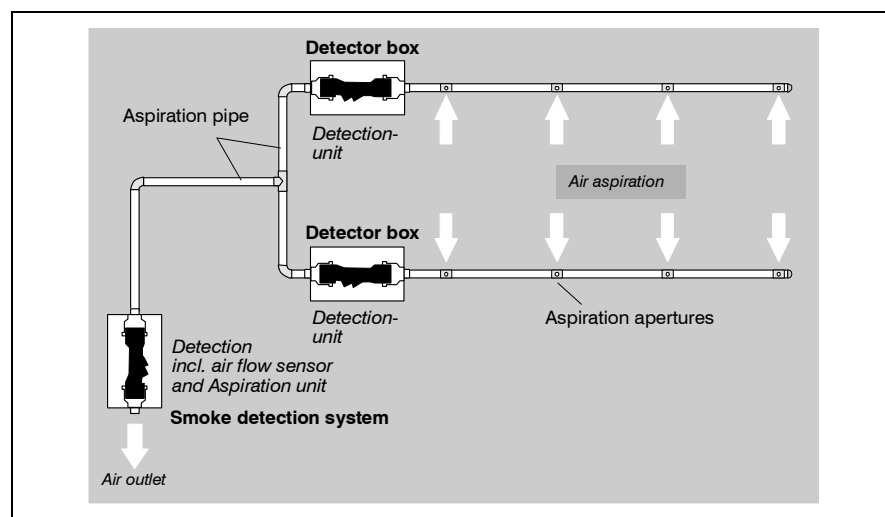 Detector box
Aspiration pipe
Detection-
unit
Air aspiration
Detector box
Detection-
unit
Aspiration apertures
Detection
incl. air flow sensor
and Aspiration unit
Smoke detection system
Air outlet